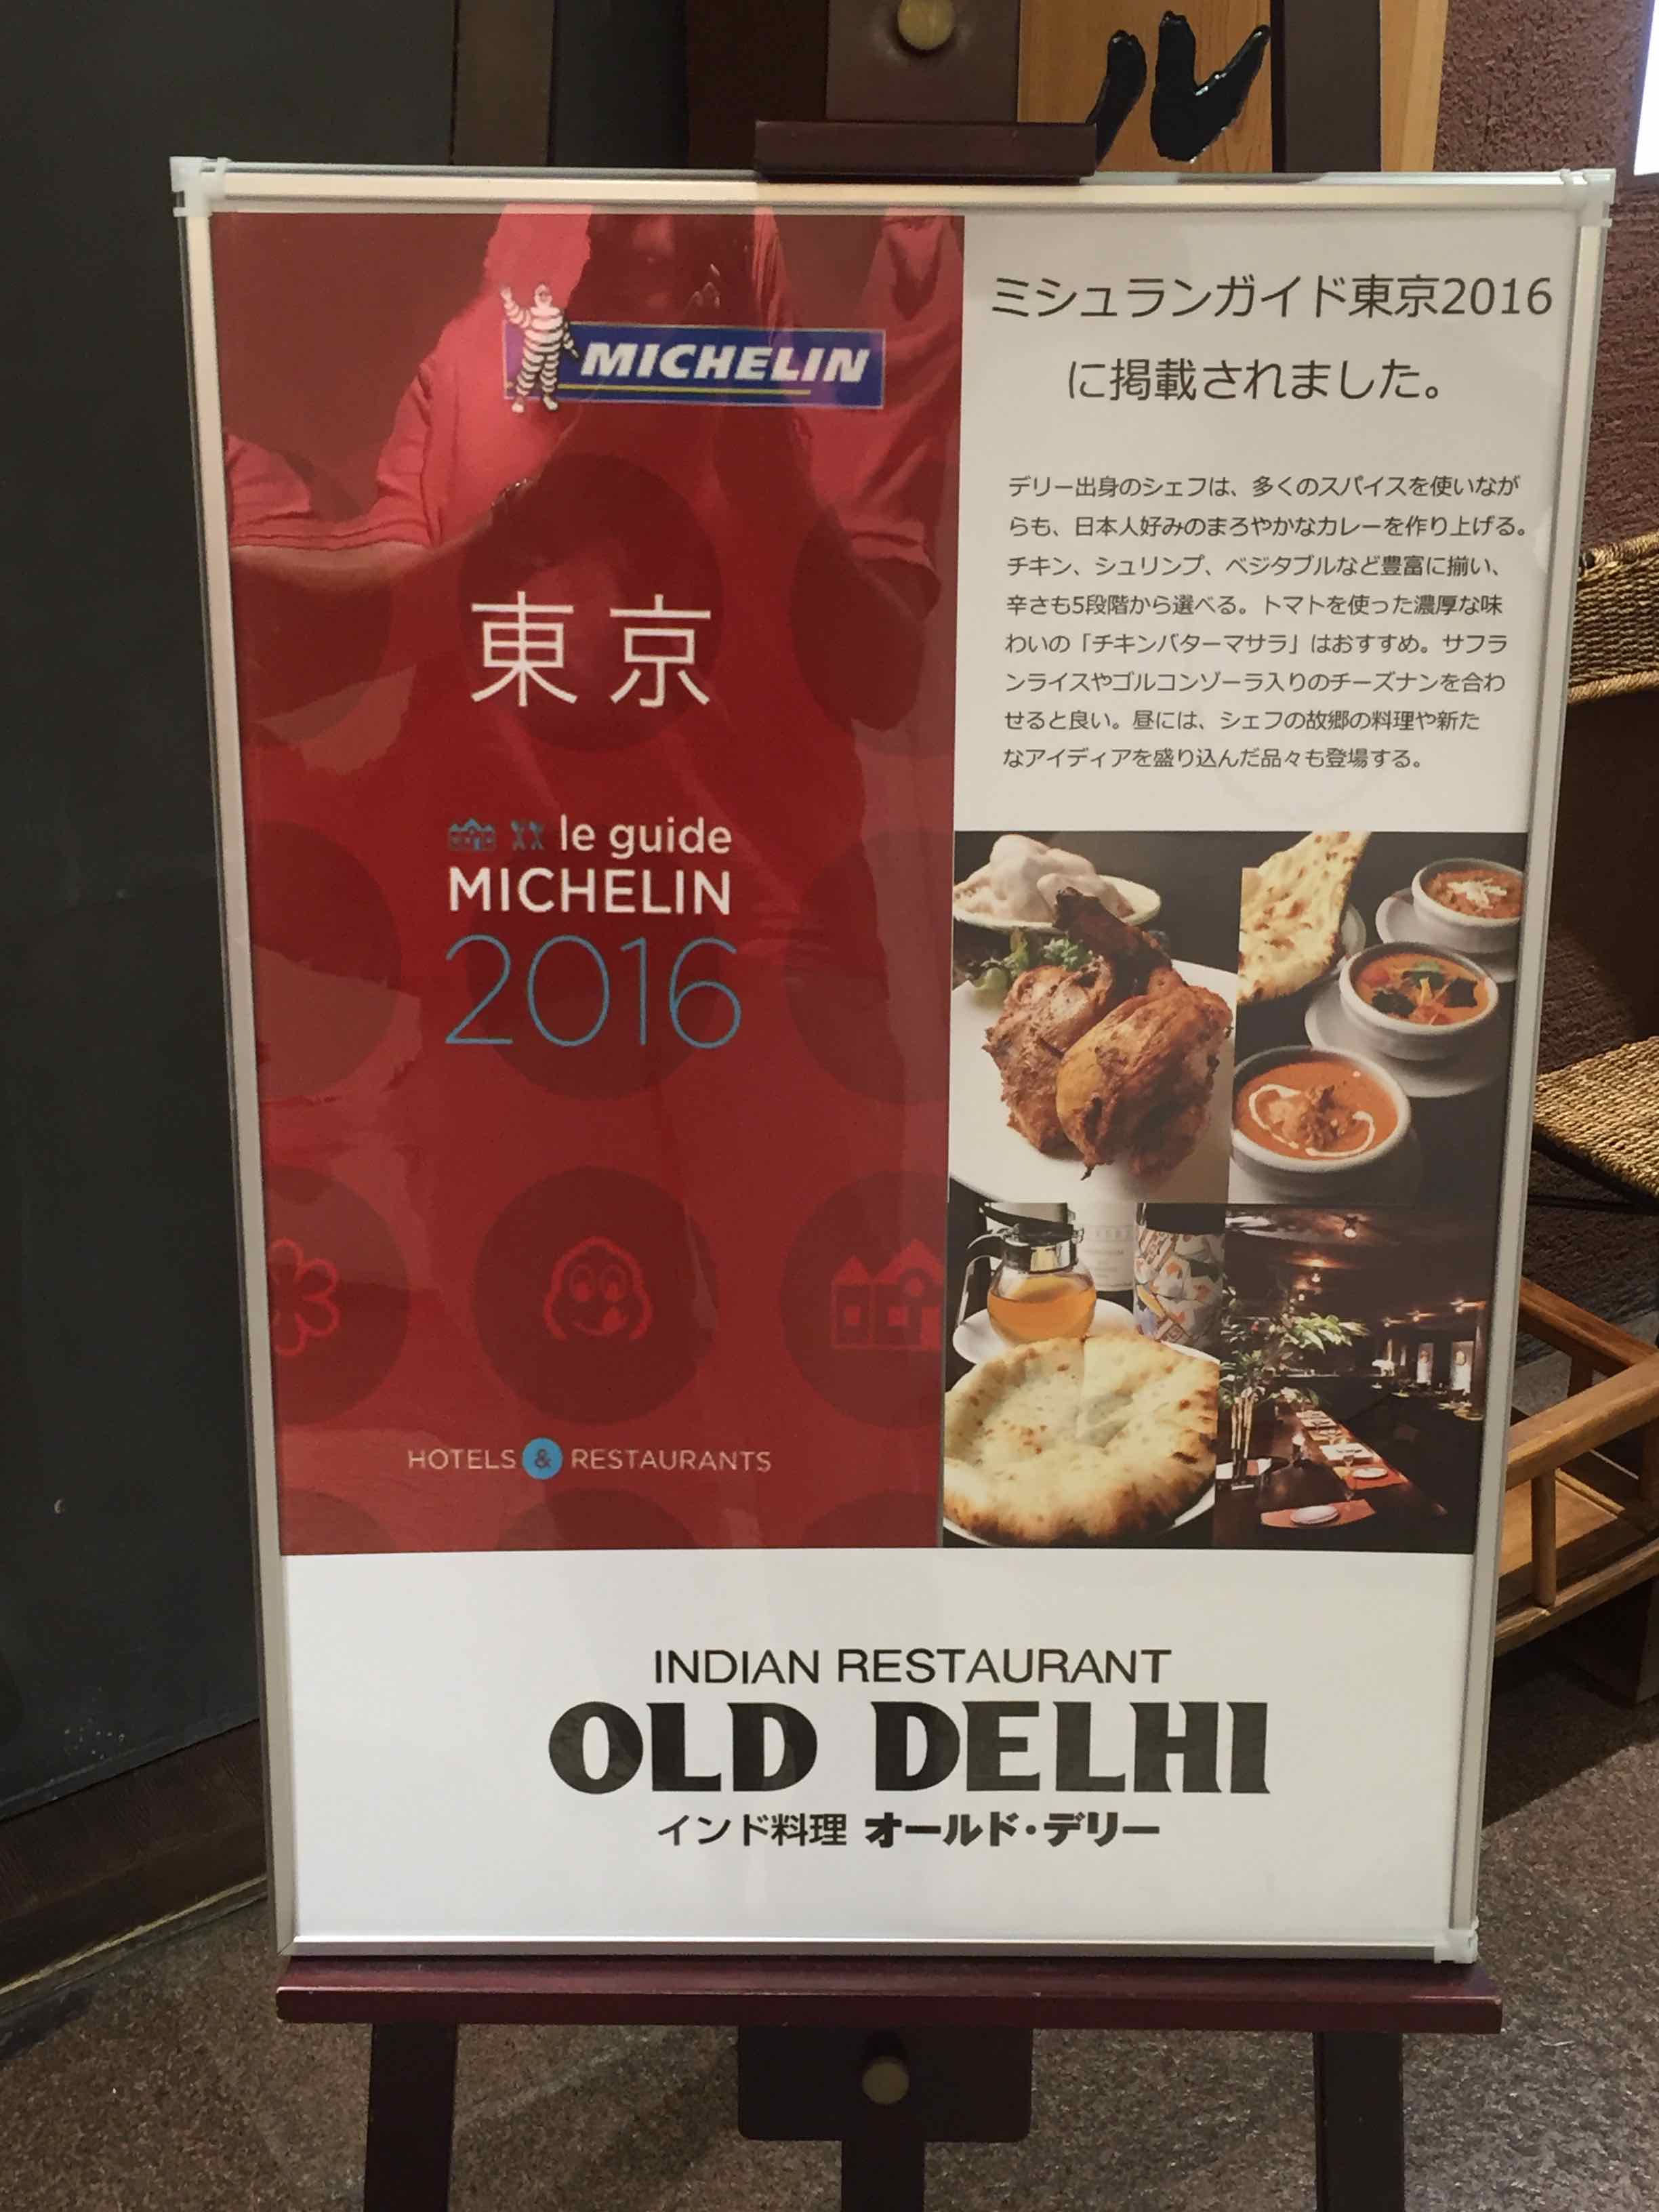 ル
MICHELIN
東京
le guide
MICHELIN
2016
HOTELS & RESTAURANTS
ミシュランガイド東京2016
に掲載されました。
デリー出身のシェフは、多くのスパイスを使いなが
らも、日本人好みのまろやかなカレーを作り上げる。
チキン、シュリンプ、ベジタブルなど豊富に揃い、
辛さも5段階から選べる。トマトを使った濃厚な味
わいの「チキンバターマサラ」はおすすめ。サフラ
ンライスやゴルコンゾーラ入りのチーズナンを合わ
せると良い。昼には、シェフの故郷の料理や新た
なアイディアを盛り込んだ品々も登場する。
INDIAN RESTAURANT
OLD DELHI
インド料理 オールド・デリー